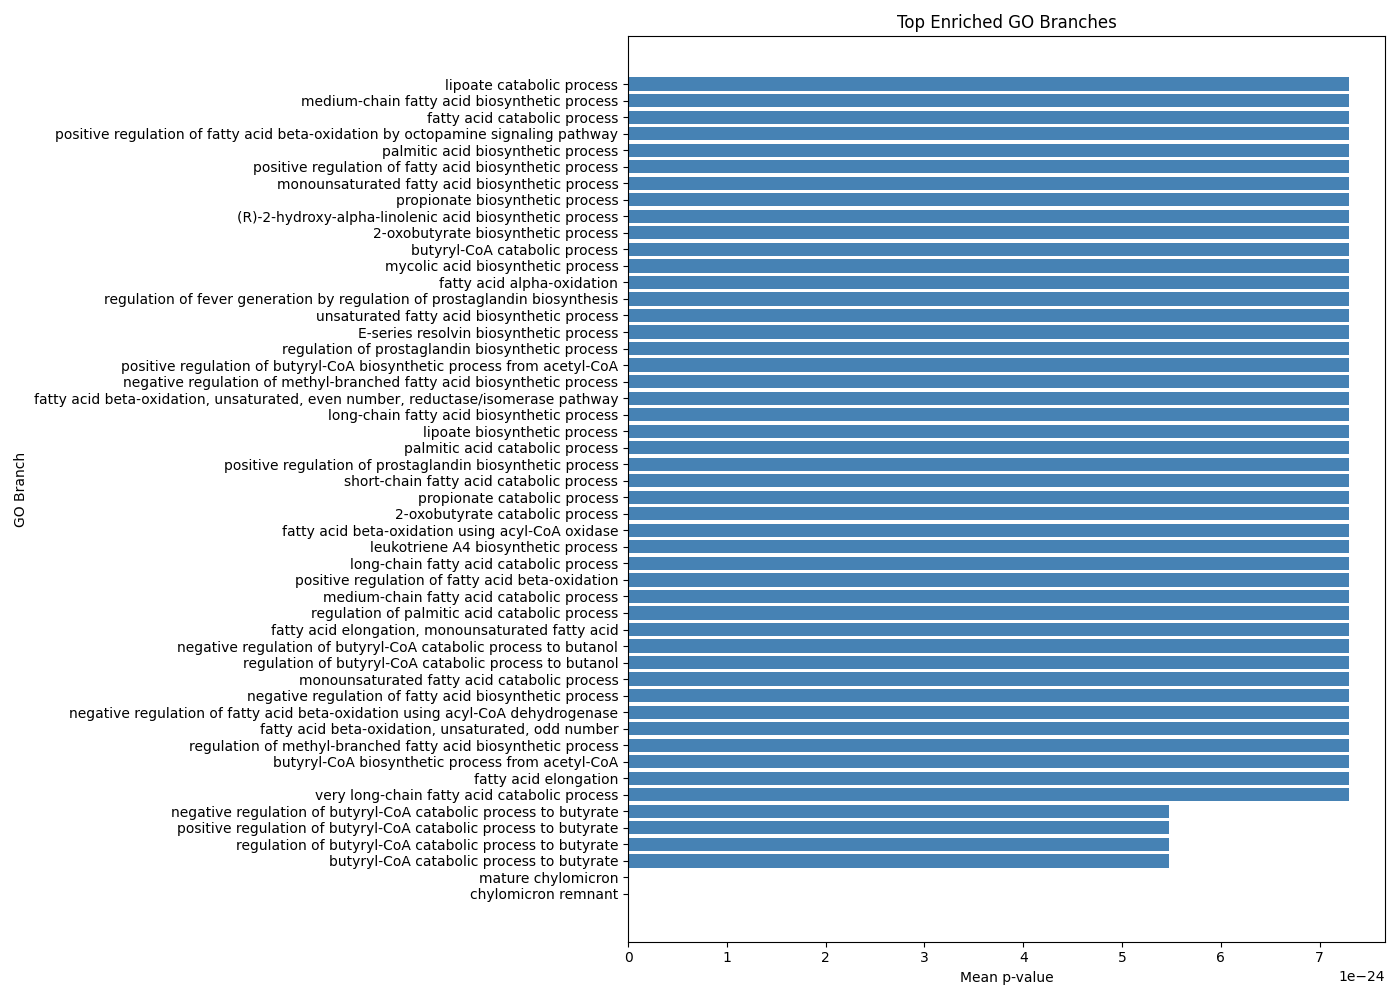 Top Enriched GO Branches
lipoate catabolic process
medium-chain fatty acid biosynthetic process
fatty acid catabolic process
positive regulation of fatty acid beta-oxidation by octopamine signaling pathway
palmitic acid biosynthetic process
positive regulation of fatty acid biosynthetic process
monounsaturated fatty acid biosynthetic process
propionate biosynthetic process
(R)-2-hydroxy-alpha-linolenic acid biosynthetic process
2-oxobutyrate biosynthetic process
butyryl-CoA catabolic process
mycolic acid biosynthetic process
fatty acid alpha-oxidation
regulation of fever generation by regulation of prostaglandin biosynthesis
unsaturated fatty acid biosynthetic process
E-series resolvin biosynthetic process
regulation of prostaglandin biosynthetic process
positive regulation of butyryl-CoA biosynthetic process from acetyl-CoA
negative regulation of methyl-branched fatty acid biosynthetic process
fatty acid beta-oxidation, unsaturated, even number, reductase/isomerase pathway
long-chain fatty acid biosynthetic process
lipoate biosynthetic process
palmitic acid catabolic process
positive regulation of prostaglandin biosynthetic process
short-chain fatty acid catabolic process
propionate catabolic process
2-oxobutyrate catabolic process
fatty acid beta-oxidation using acyl-CoA oxidase
leukotriene A4 biosynthetic process
long-chain fatty acid catabolic process
positive regulation of fatty acid beta-oxidation
medium-chain fatty acid catabolic process
regulation of palmitic acid catabolic process
fatty acid elongation, monounsaturated fatty acid
negative regulation of butyryl-CoA catabolic process to butanol
regulation of butyryl-CoA catabolic process to butanol
monounsaturated fatty acid catabolic process
negative regulation of fatty acid biosynthetic process
negative regulation of fatty acid beta-oxidation using acyl-CoA dehydrogenase
fatty acid beta-oxidation, unsaturated, odd number
regulation of methyl-branched fatty acid biosynthetic process
butyryl-CoA biosynthetic process from acetyl-CoA
fatty acid elongation
very long-chain fatty acid catabolic process
negative regulation of butyryl-CoA catabolic process to butyrate
positive regulation of butyryl-CoA catabolic process to butyrate
regulation of butyryl-CoA catabolic process to butyrate
butyryl-CoA catabolic process to butyrate
mature chylomicron
chylomicron remnant
GO Branch
0 1 2 3 4 5 6 7
1e−24
Mean p-value